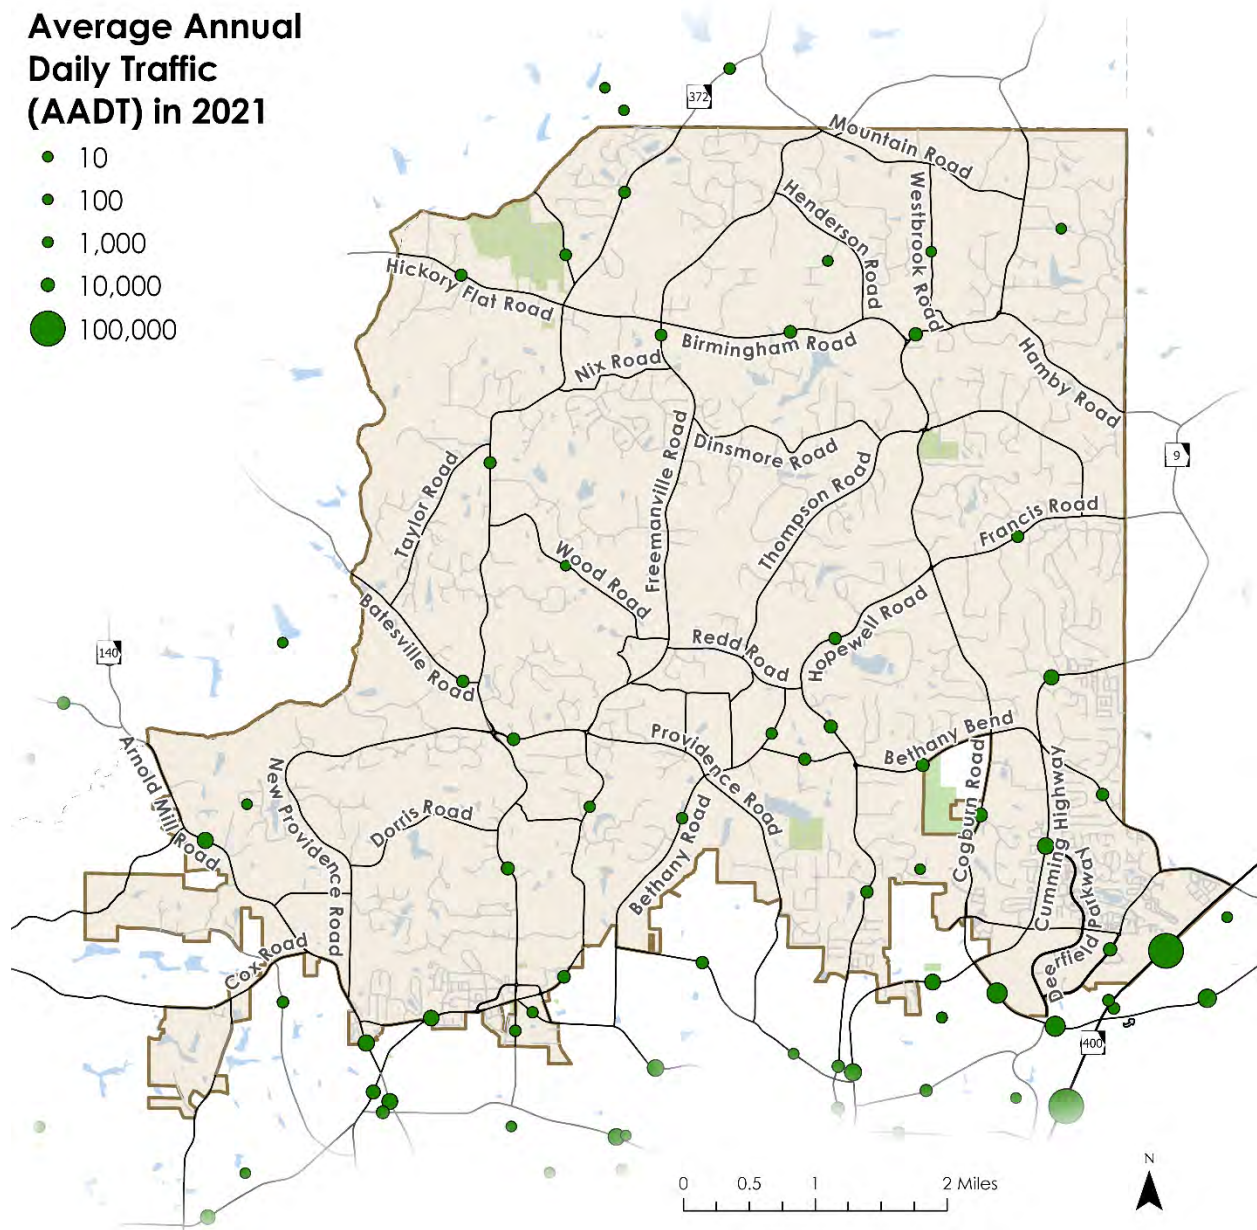 Average Annual
Daily Traffic
(AADT) in 2021
10
100
1,000
10,000
100,000
372
Mountain Road
Henderson Road
Westbrook Road
Hickory Flat Road
Birmingham Road
Nix Road
Hamby Road
Dinsmore Road
9
Taylor Road
Freemanville Road
Thompson Road
Francis Road
Wood Road
Batesville Road
Hopewell Road
Redd Road
140
Providence Road
Bethany Bend
Arnold Mill Road
New Providence Road
Dorris Road
Bethany Road
Cogburn Road
Cumming Highway
Deerfield Parkway
Cox Road
400
N
0 0.5 1 2 Miles